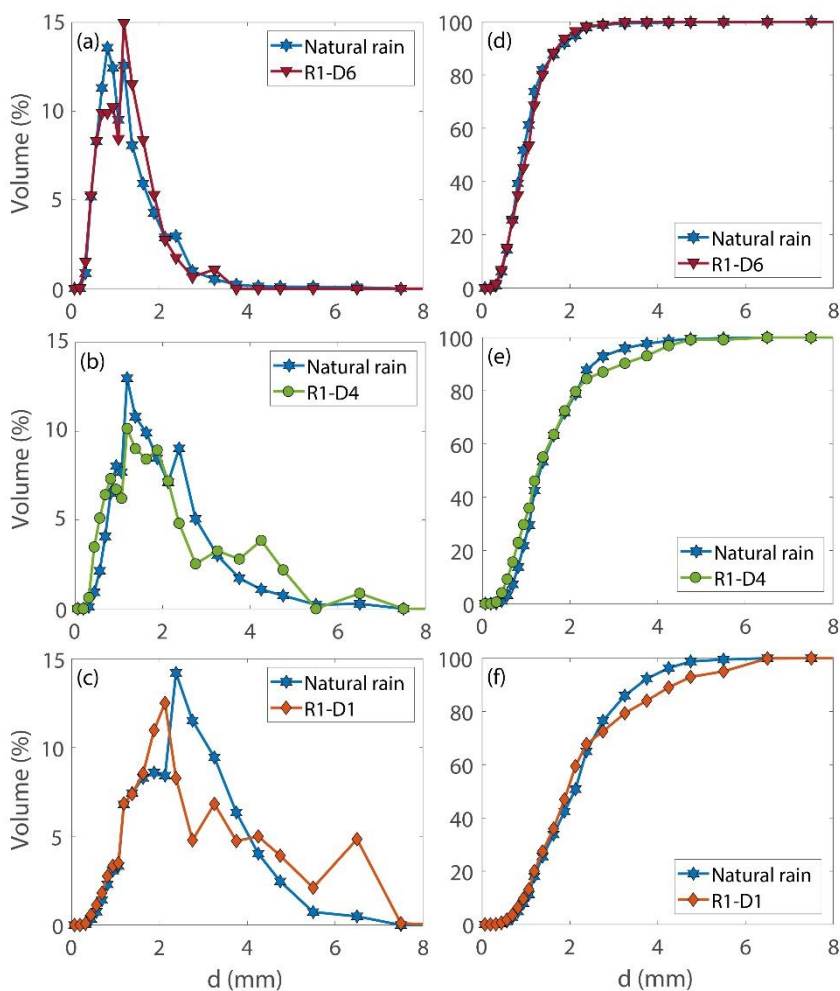 (a)
Natural rain
R1-D6
Volume (%)
15
10
5
0
0 2 4 6 8
(d)
Natural rain
R1-D6
100
80
60
40
20
0
0 2 4 6 8
(b)
Natural rain
R1-D4
Volume (%)
15
10
5
0
0 2 4 6 8
(e)
Natural rain
R1-D4
100
80
60
40
20
0
0 2 4 6 8
(c)
Natural rain
R1-D1
Volume (%)
15
10
5
0
0 2 4 6 8
d (mm)
(f)
Natural rain
R1-D1
100
80
60
40
20
0
0 2 4 6 8
d (mm)